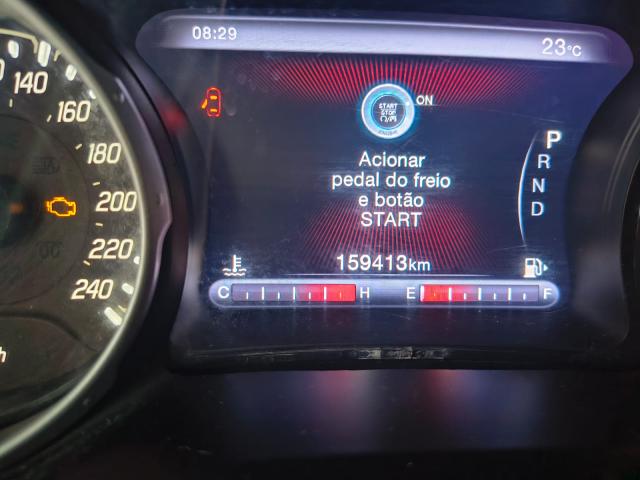 08:29
23°C
140
160
180
200
220
240
START
STOP
ENGINE
ON
Acionar
pedal do freio
e botão
START
P
R
N
D
159413km
C H E F
h